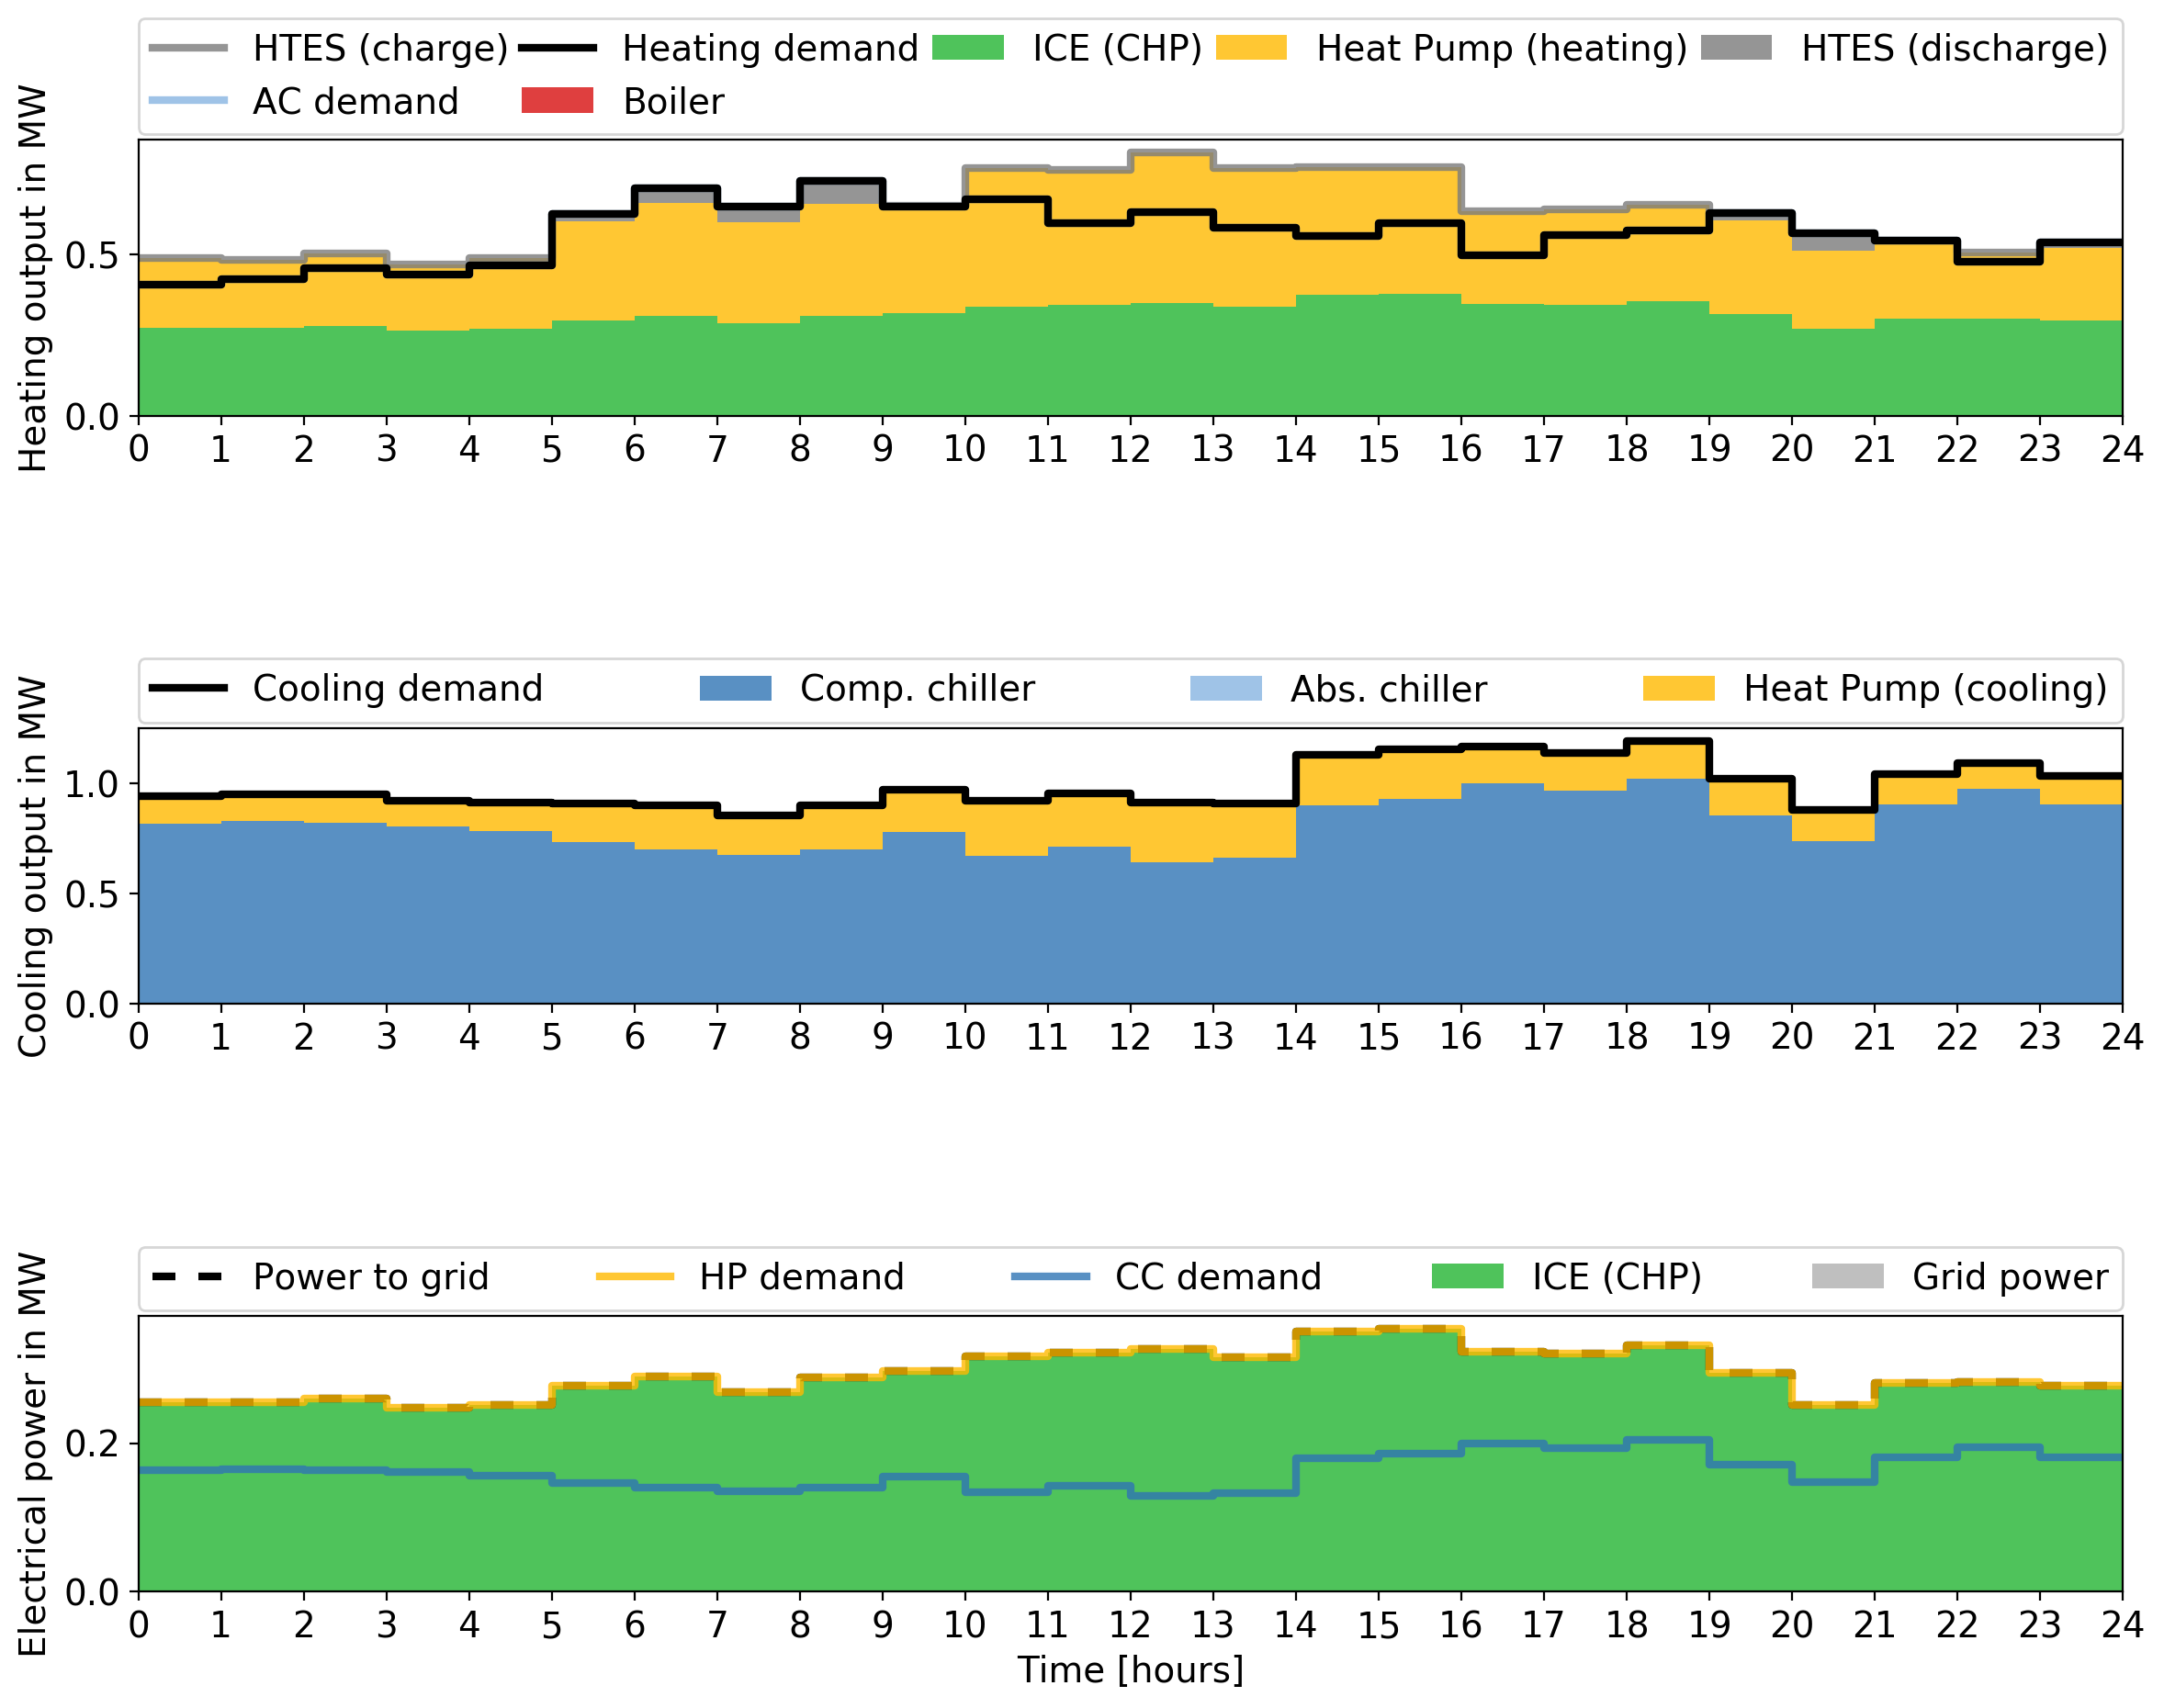 HTES (charge) Heating demand ICE (CHP) Heat Pump (heating) HTES (discharge)
AC demand Boiler
Heating output in MW
0.5
0.0
0 1 2 3 4 5 6 7 8 9 10 11 12 13 14 15 16 17 18 19 20 21 22 23 24
Cooling demand Comp. chiller Abs. chiller Heat Pump (cooling)
Cooling output in MW
1.0
0.5
0.0
0 1 2 3 4 5 6 7 8 9 10 11 12 13 14 15 16 17 18 19 20 21 22 23 24
Power to grid HP demand CC demand ICE (CHP) Grid power
Electrical power in MW
0.2
0.0
0 1 2 3 4 5 6 7 8 9 10 11 12 13 14 15 16 17 18 19 20 21 22 23 24
Time [hours]